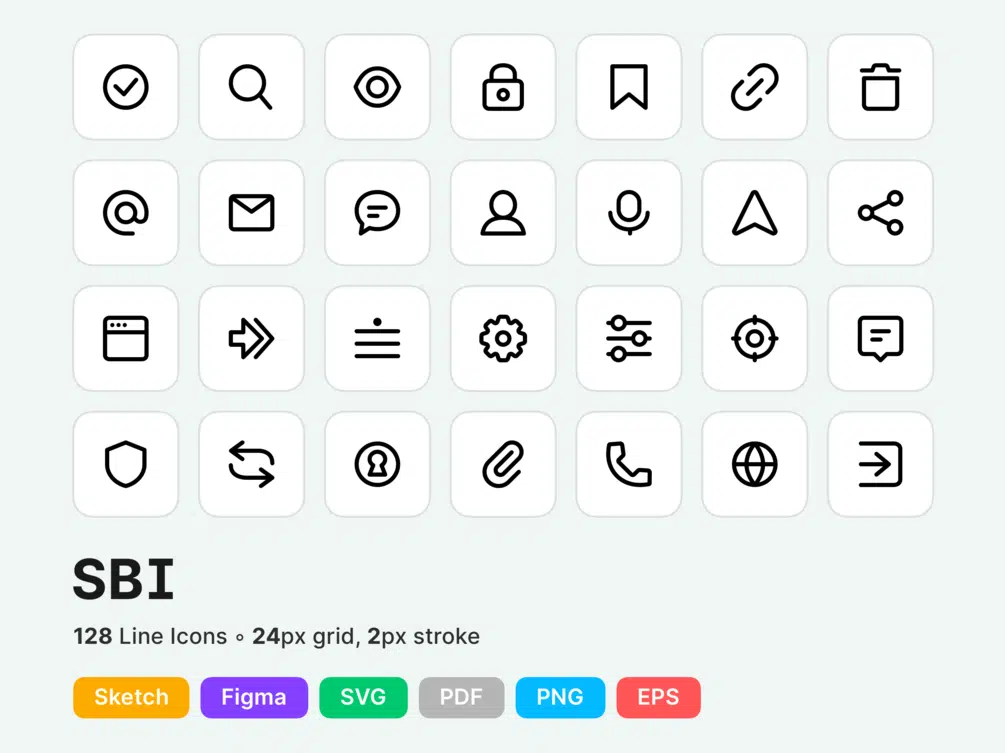 SBI
128 Line Icons ∘ 24px grid, 2px stroke
Sketch Figma SVG PDF PNG EPS